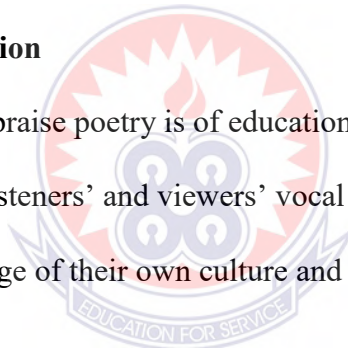 ion
praise poetry is of education
isteners’ and viewers’ vocal
ge of their own culture and
EDUCATION FOR SERVICE